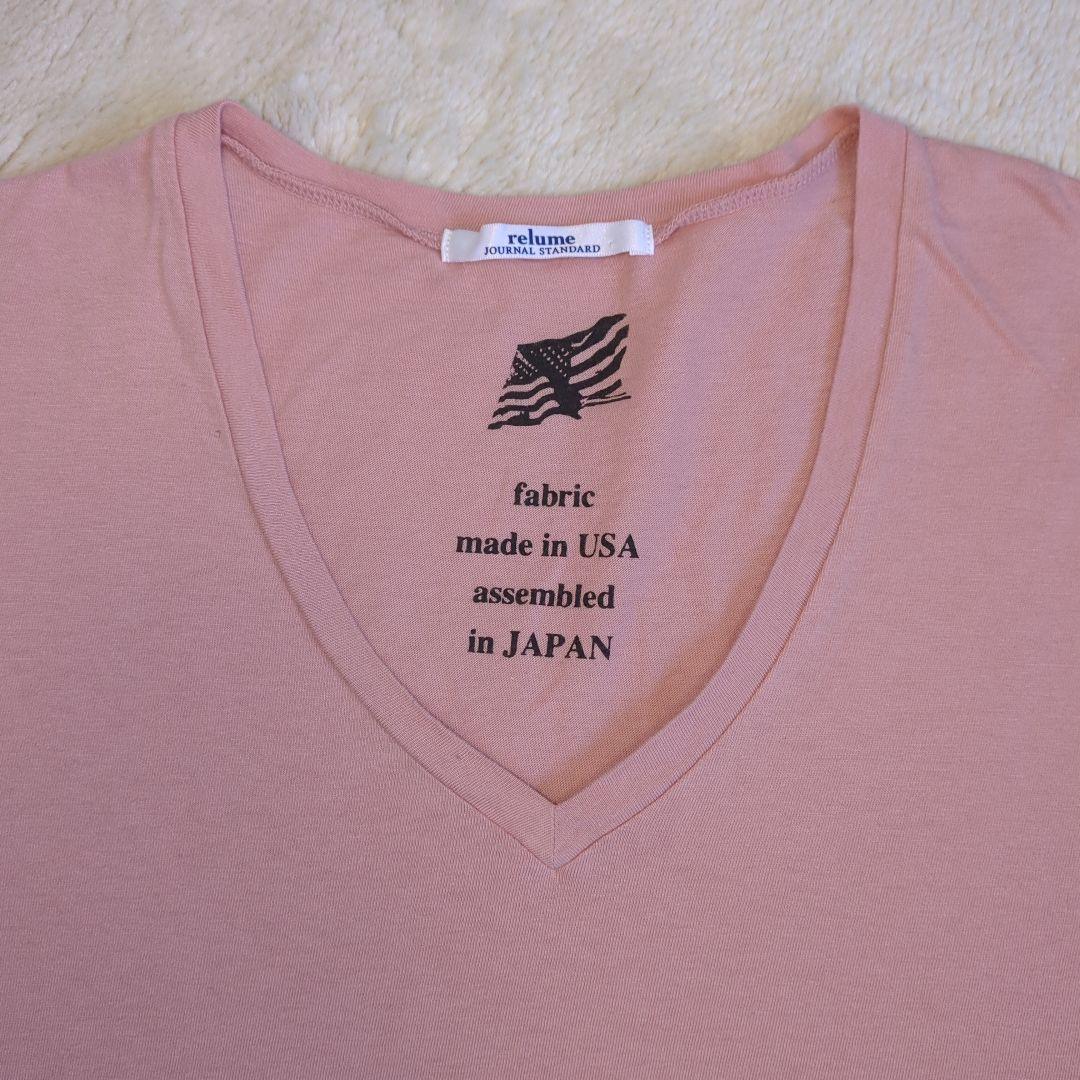 relume
JOURNAL STANDARD
fabric
made in USA
assembled
in JAPAN